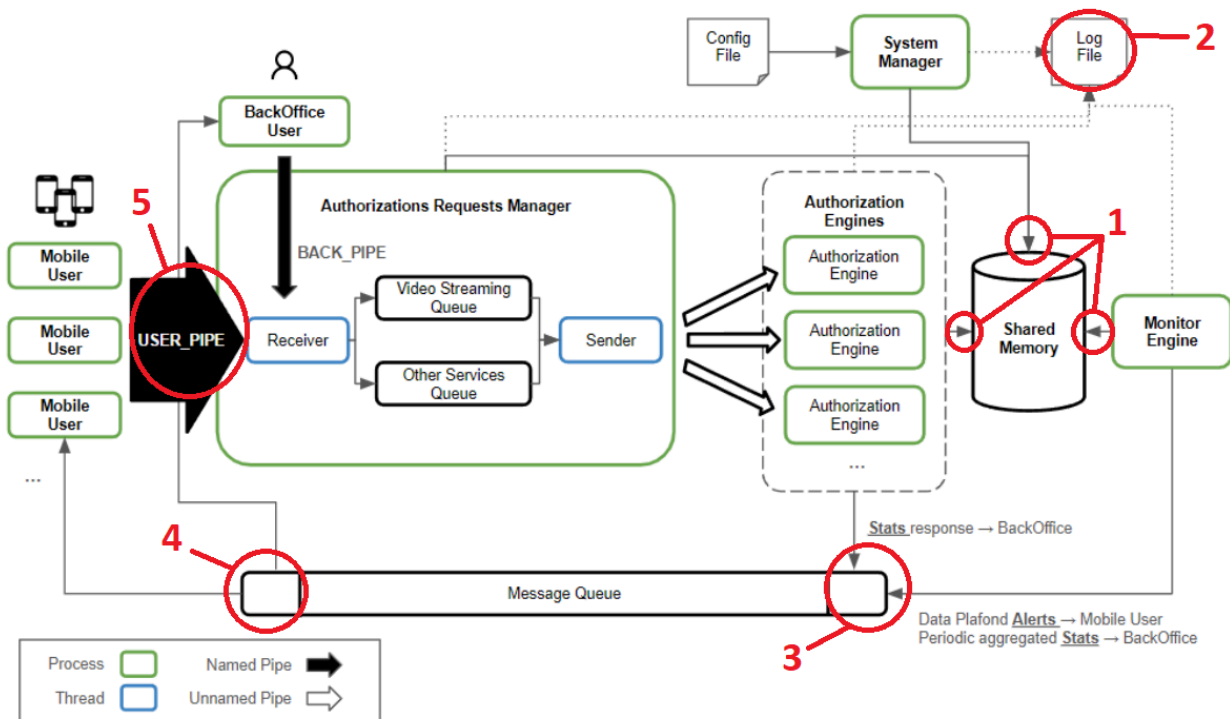 Config
File
System
Manager
Log
File
2
BackOffice
User
5
Authorizations Requests Manager
Authorization
Engines
1
Mobile
User
BACK_PIPE
Authorization
Engine
Video Streaming
Queue
Mobile
User
USER_PIPE
Receiver
Sender
Authorization
Engine
Shared
Memory
Monitor
Engine
Other Services
Queue
Mobile
User
Authorization
Engine
...
...
4
Stats response → BackOffice
Message Queue
Data Plafond Alerts → Mobile User
Periodic aggregated Stats → BackOffice
3
Process
Named Pipe
Thread
Unnamed Pipe